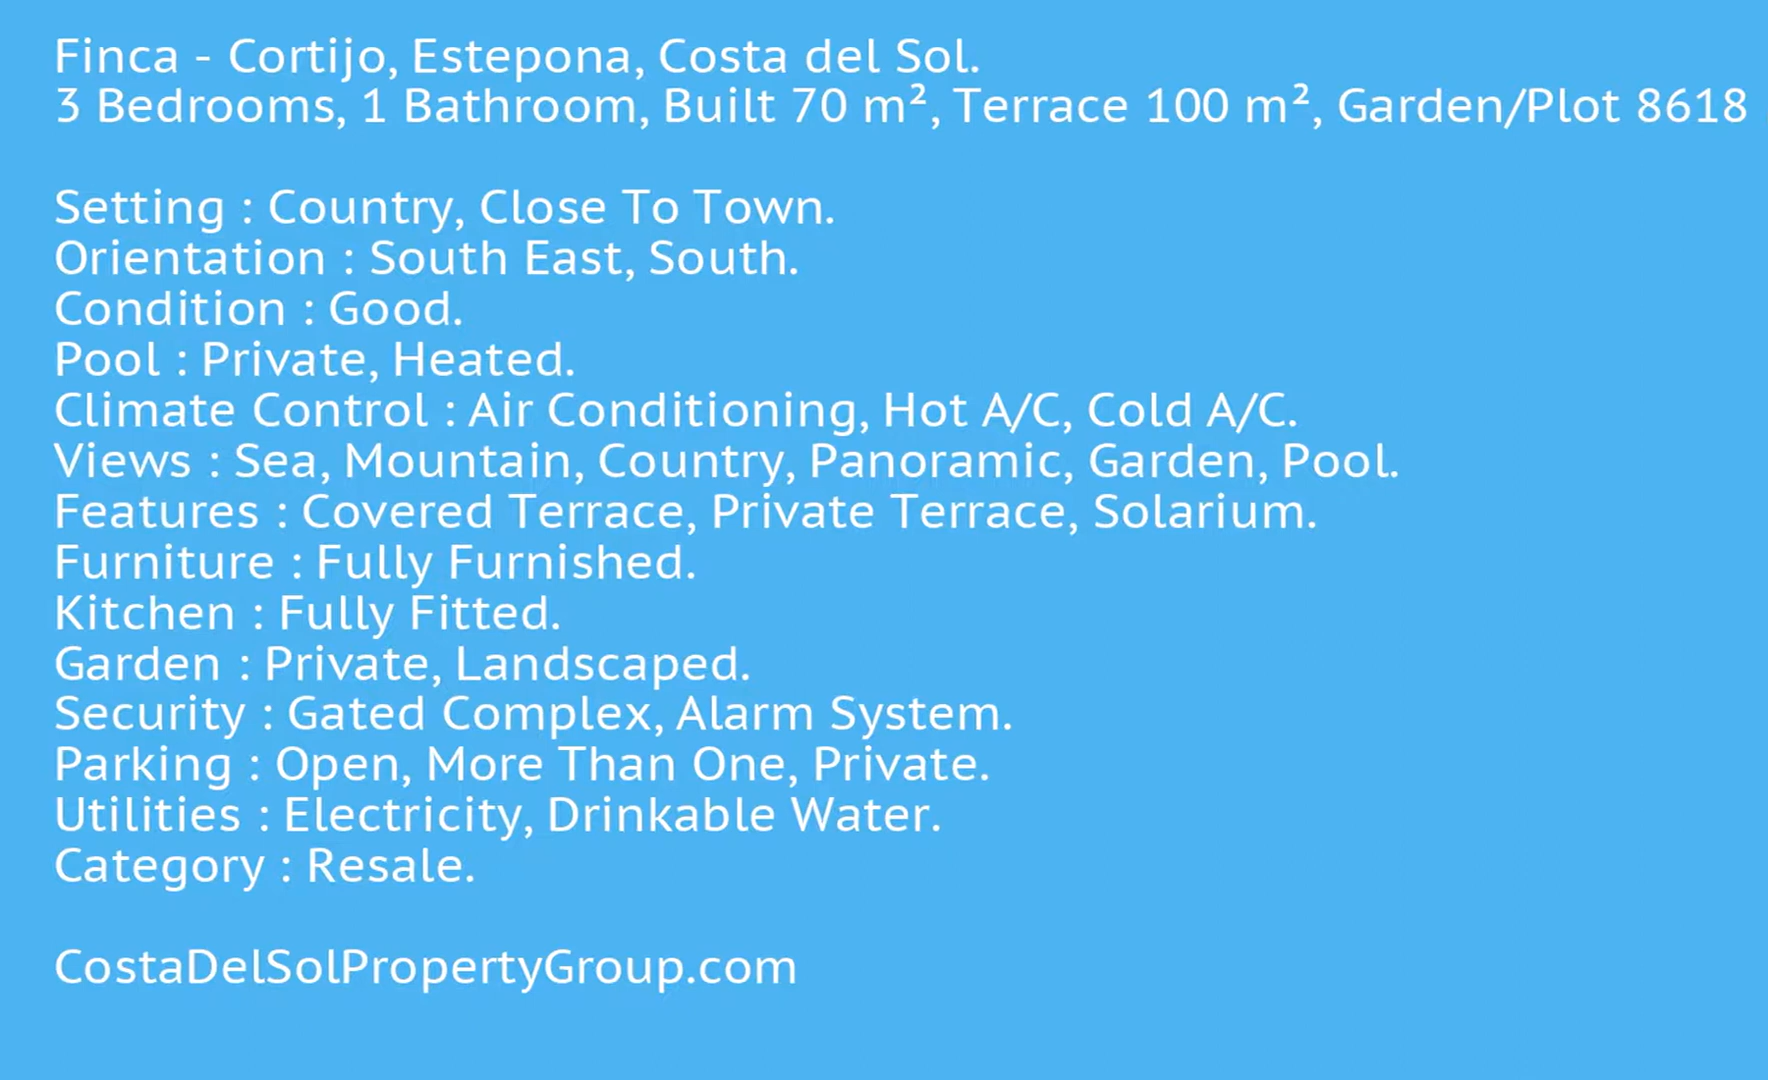 Finca - Cortijo, Estepona, Costa del Sol.
3 Bedrooms, 1 Bathroom, Built 70 m², Terrace 100 m², Garden/Plot 8618
Setting : Country, Close To Town.
Orientation : South East, South.
Condition : Good.
Pool : Private, Heated.
Climate Control : Air Conditioning, Hot A/C, Cold A/C.
Views : Sea, Mountain, Country, Panoramic, Garden, Pool.
Features : Covered Terrace, Private Terrace, Solarium.
Furniture : Fully Furnished.
Kitchen : Fully Fitted.
Garden : Private, Landscaped.
Security : Gated Complex, Alarm System.
Parking : Open, More Than One, Private.
Utilities : Electricity, Drinkable Water.
Category : Resale.
CostaDelSolPropertyGroup.com